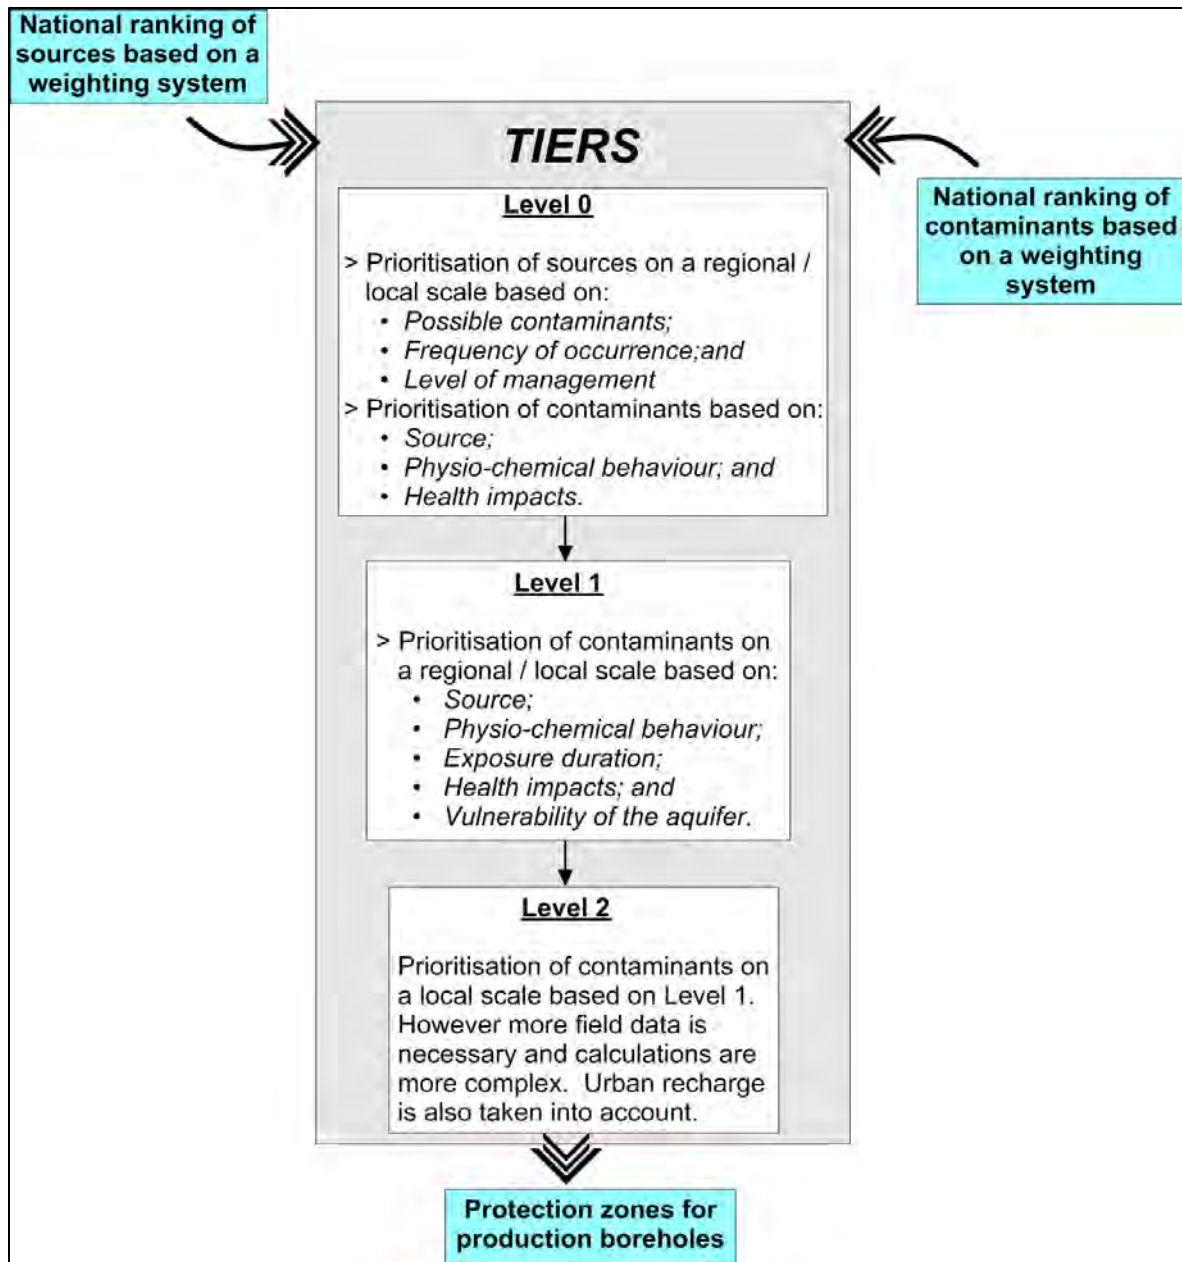 National ranking of
sources based on a
weighting system
TIERS
National ranking of
contaminants based
on a weighting
system
Level 0
> Prioritisation of sources on a regional /
local scale based on:
• Possible contaminants;
• Frequency of occurrence;and
• Level of management
> Prioritisation of contaminants based on:
• Source;
• Physio-chemical behaviour; and
• Health impacts.
Level 1
> Prioritisation of contaminants on
a regional / local scale based on:
• Source;
• Physio-chemical behaviour;
• Exposure duration;
• Health impacts; and
• Vulnerability of the aquifer.
Level 2
Prioritisation of contaminants on
a local scale based on Level 1.
However more field data is
necessary and calculations are
more complex.  Urban recharge
is also taken into account.
Protection zones for
production boreholes